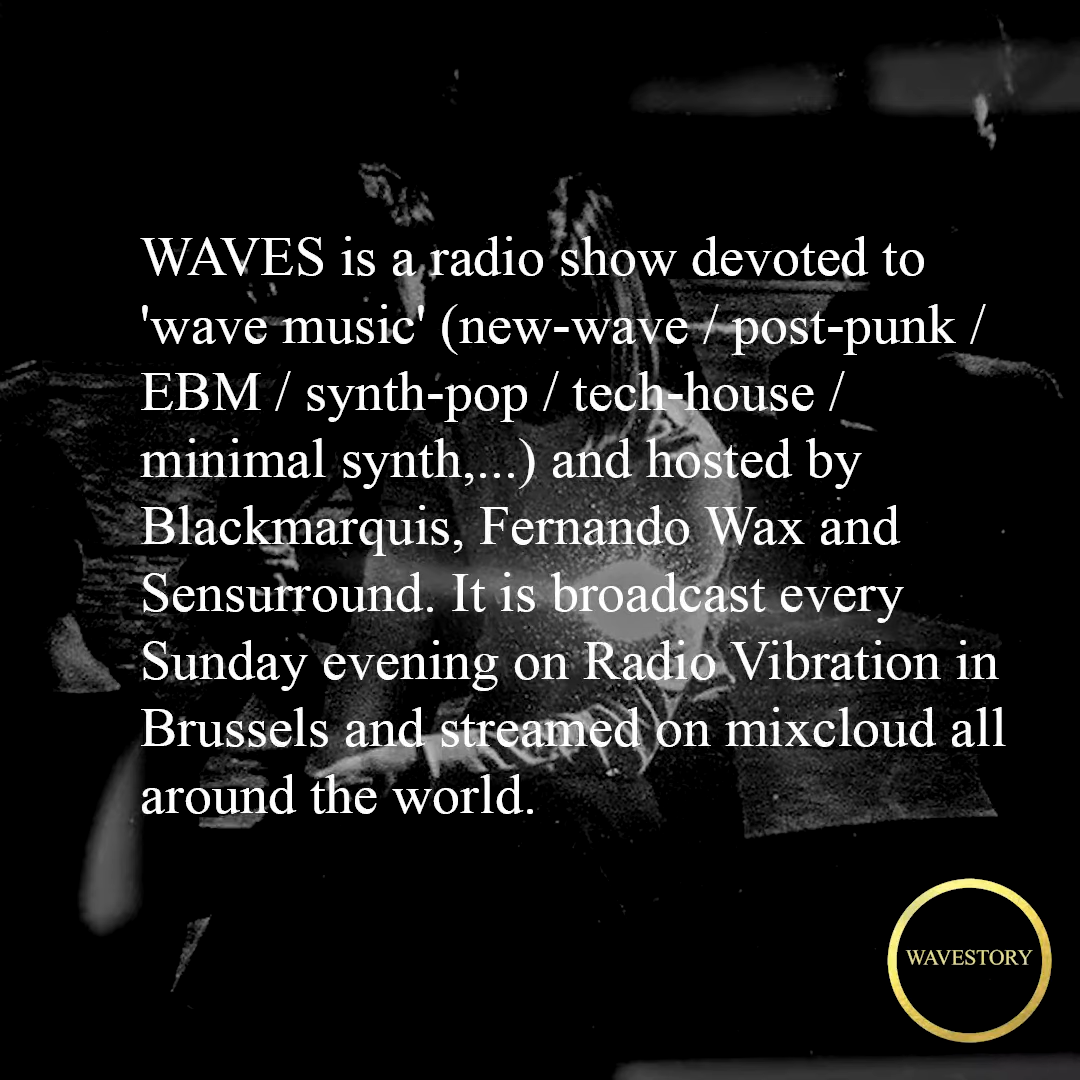 WAVES is a radio show devoted to
'wave music' (new-wave / post-punk /
EBM / synth-pop / tech-house /
minimal synth,...) and hosted by
Blackmarquis, Fernando Wax and
Sensurround. It is broadcast every
Sunday evening on Radio Vibration in
Brussels and streamed on mixcloud all
around the world.
WAVESTORY